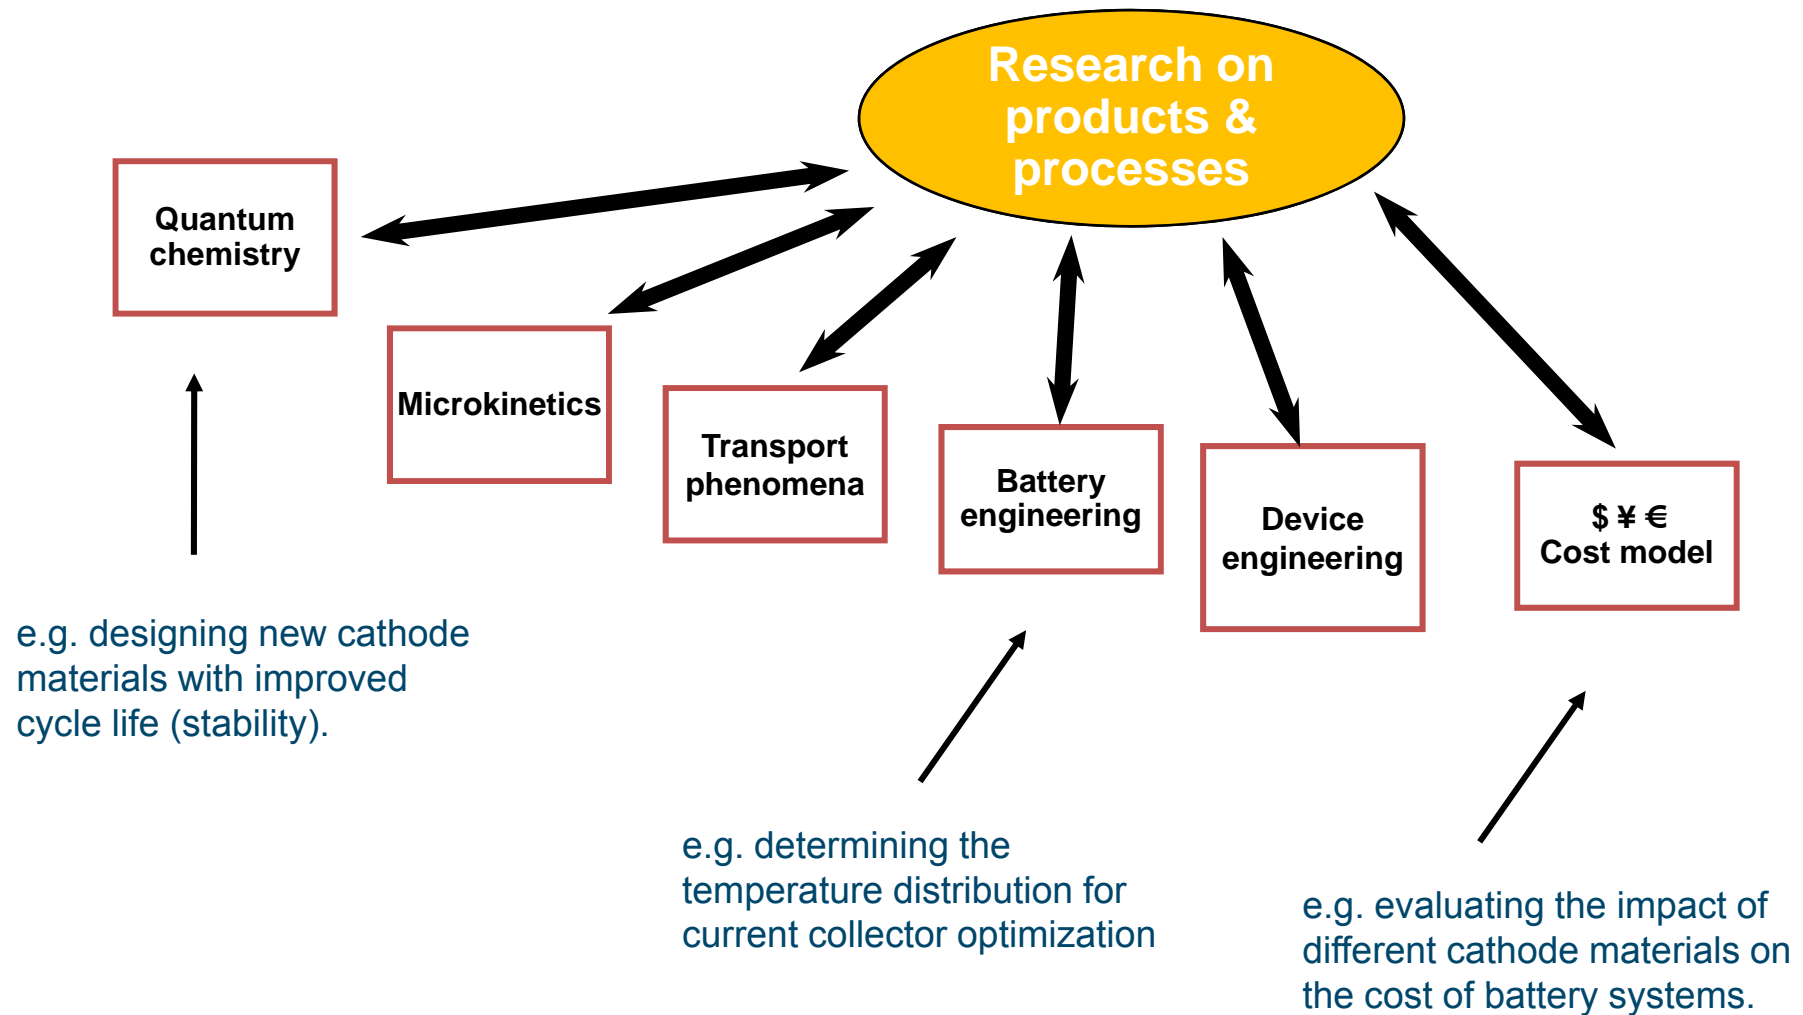 Research on
products &
processes
Quantum
chemistry
Microkinetics
Transport
phenomena
Battery
engineering
Device
engineering
$ ¥ €
Cost model
e.g. designing new cathode
materials with improved
cycle life (stability).
e.g. determining the
temperature distribution for
current collector optimization
e.g. evaluating the impact of
different cathode materials on
the cost of battery systems.